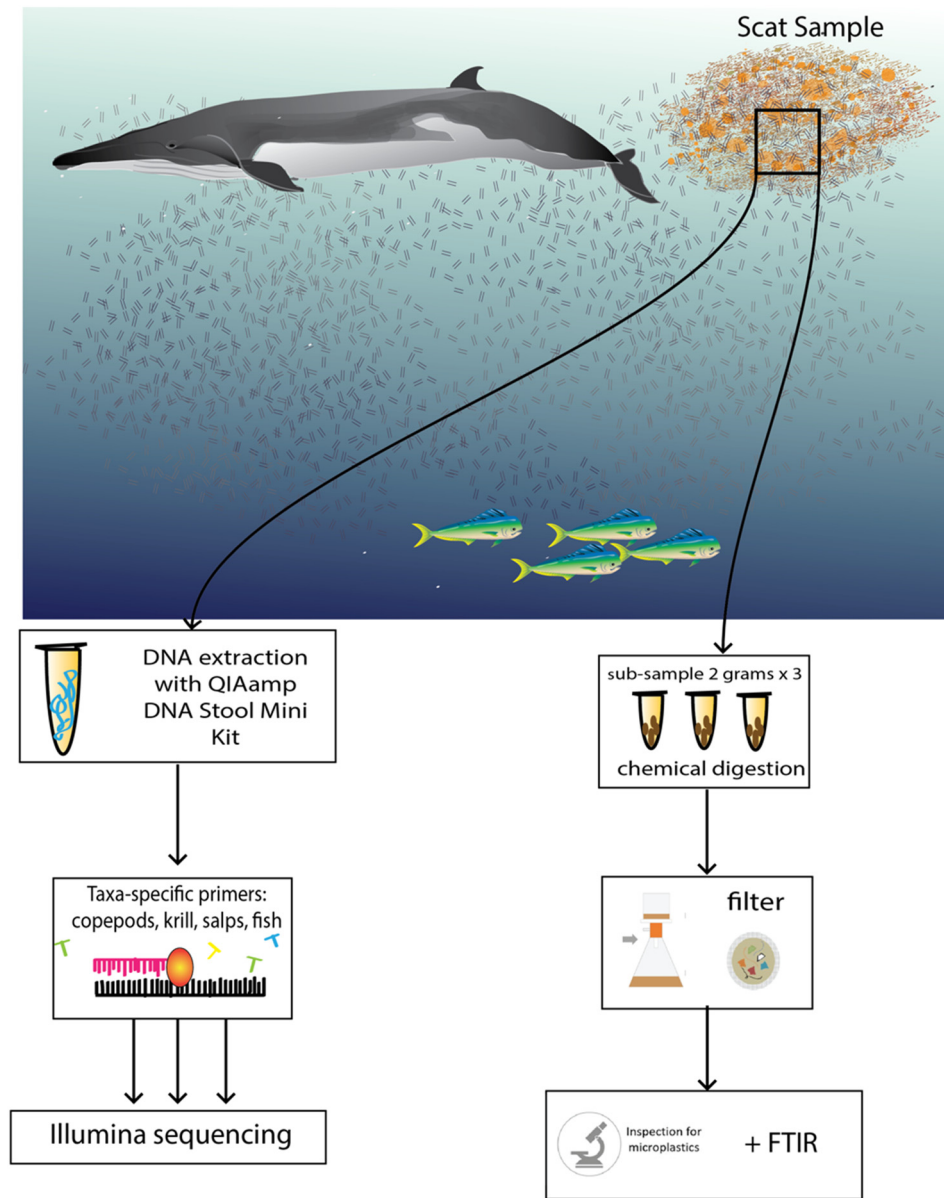 Scat Sample
DNA extraction
with QIAamp
DNA Stool Mini
Kit
sub-sample 2 grams x 3
chemical digestion
Taxa-specific primers:
copepods, krill, salps, fish
filter
Illumina sequencing
Inspection for
microplastics
+ FTIR